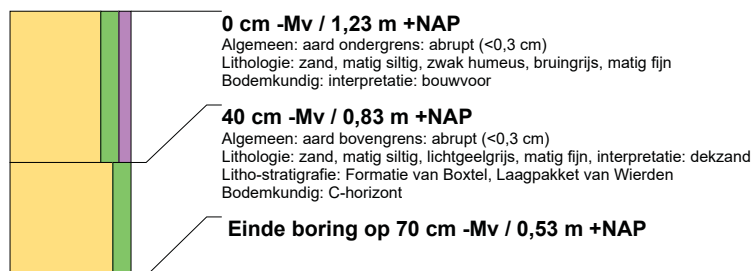 0 cm -Mv / 1,23 m +NAP
Algemeen: aard ondergrens: abrupt (<0,3 cm)
Lithologie: zand, matig siltig, zwak humeus, bruingrijs, matig fijn
Bodemkundig: interpretatie: bouwvoor
40 cm -Mv / 0,83 m +NAP
Algemeen: aard bovengrens: abrupt (<0,3 cm)
Lithologie: zand, matig siltig, lichtgeelgrijs, matig fijn, interpretatie: dekzand
Litho-stratigrafie: Formatie van Boxtel, Laagpakket van Wierden
Bodemkundig: C-horizont
Einde boring op 70 cm -Mv / 0,53 m +NAP